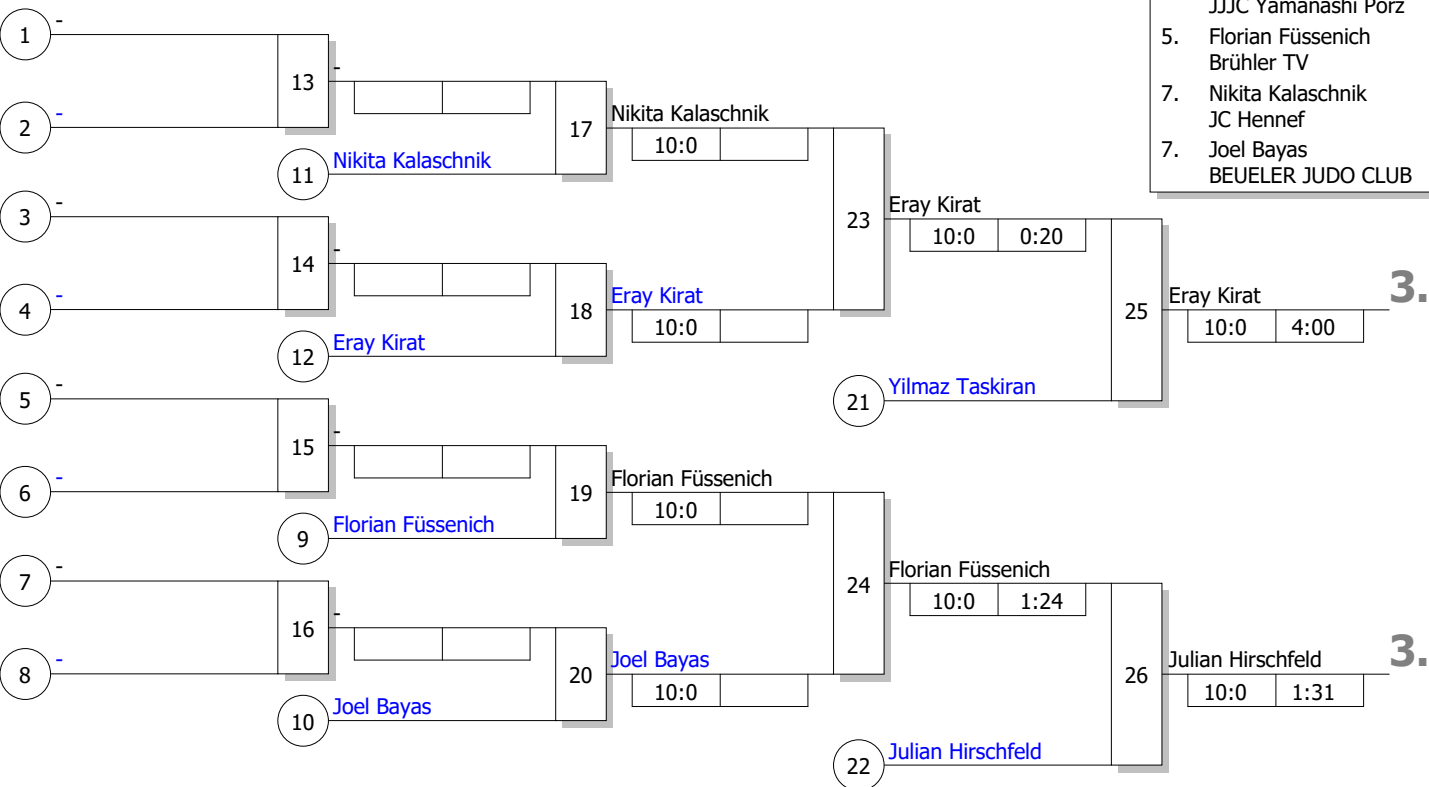 JJJC Yamanashi Porz
5. Florian Füssenich
Brühler TV
7. Nikita Kalaschnik
JC Hennef
7. Joel Bayas
BEUELER JUDO CLUB
1 -
2 -
13 -
11 Nikita Kalaschnik
17 Nikita Kalaschnik
10:0
3 -
4 -
14 -
12 Eray Kirat
18 Eray Kirat
10:0
23 Eray Kirat
10:0 0:20
21 Yilmaz Taskiran
25 Eray Kirat 3.
10:0 4:00
5 -
6 -
15 -
9 Florian Füssenich
19 Florian Füssenich
10:0
7 -
8 -
16 -
10 Joel Bayas
20 Joel Bayas
10:0
24 Florian Füssenich
10:0 1:24
22 Julian Hirschfeld
26 Julian Hirschfeld 3.
10:0 1:31